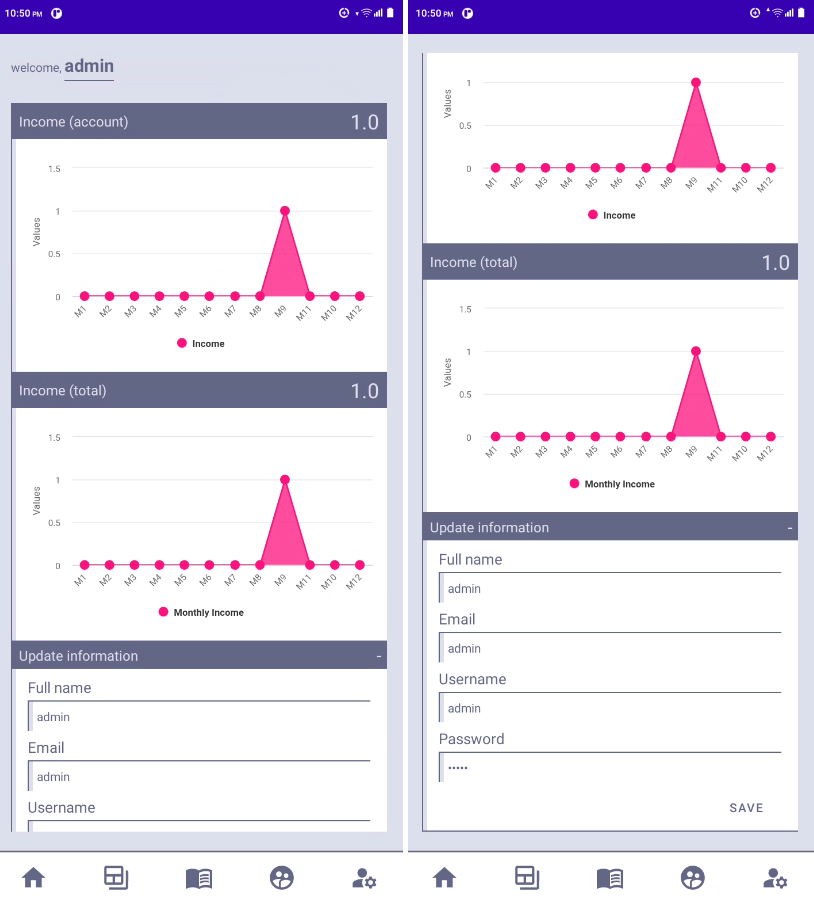 10:50 PM
welcome, admin
Income (account) 1.0
1.5
1
0.5
0
Values
M1 M2 M3 M4 M5 M6 M7 M8 M9 M11 M10 M12
Income
Income (total) 1.0
1.5
1
0.5
0
Values
M1 M2 M3 M4 M5 M6 M7 M8 M9 M11 M10 M12
Monthly Income
Update information -
Full name
admin
Email
admin
Username
10:50 PM
1
0.5
0
Values
M1 M2 M3 M4 M5 M6 M7 M8 M9 M11 M10 M12
Income
Income (total) 1.0
1.5
1
0.5
0
Values
M1 M2 M3 M4 M5 M6 M7 M8 M9 M11 M10 M12
Monthly Income
Update information -
Full name
admin
Email
admin
Username
admin
Password
•••••
SAVE